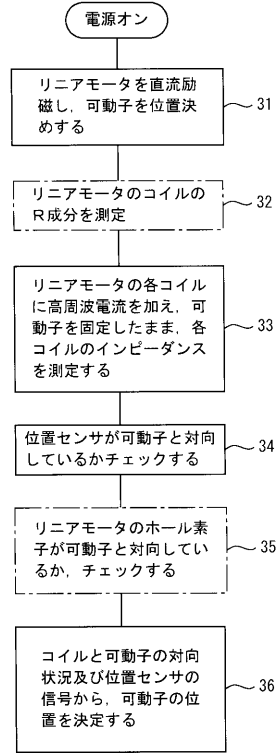 電源オン
リニアモータを直流励
磁し，可動子を位置決
めする
31
リニアモータのコイルの
R成分を測定
32
リニアモータの各コイル
に高周波電流を加え，可
動子を固定したまま，各
コイルのインピーダンス
を測定する
33
位置センサが可動子と対向
しているかチェックする
34
リニアモータのホール素
子が可動子と対向してい
るか，チェックする
35
コイルと可動子の対向
状況及び位置センサの
信号から，可動子の位
置を決定する
36